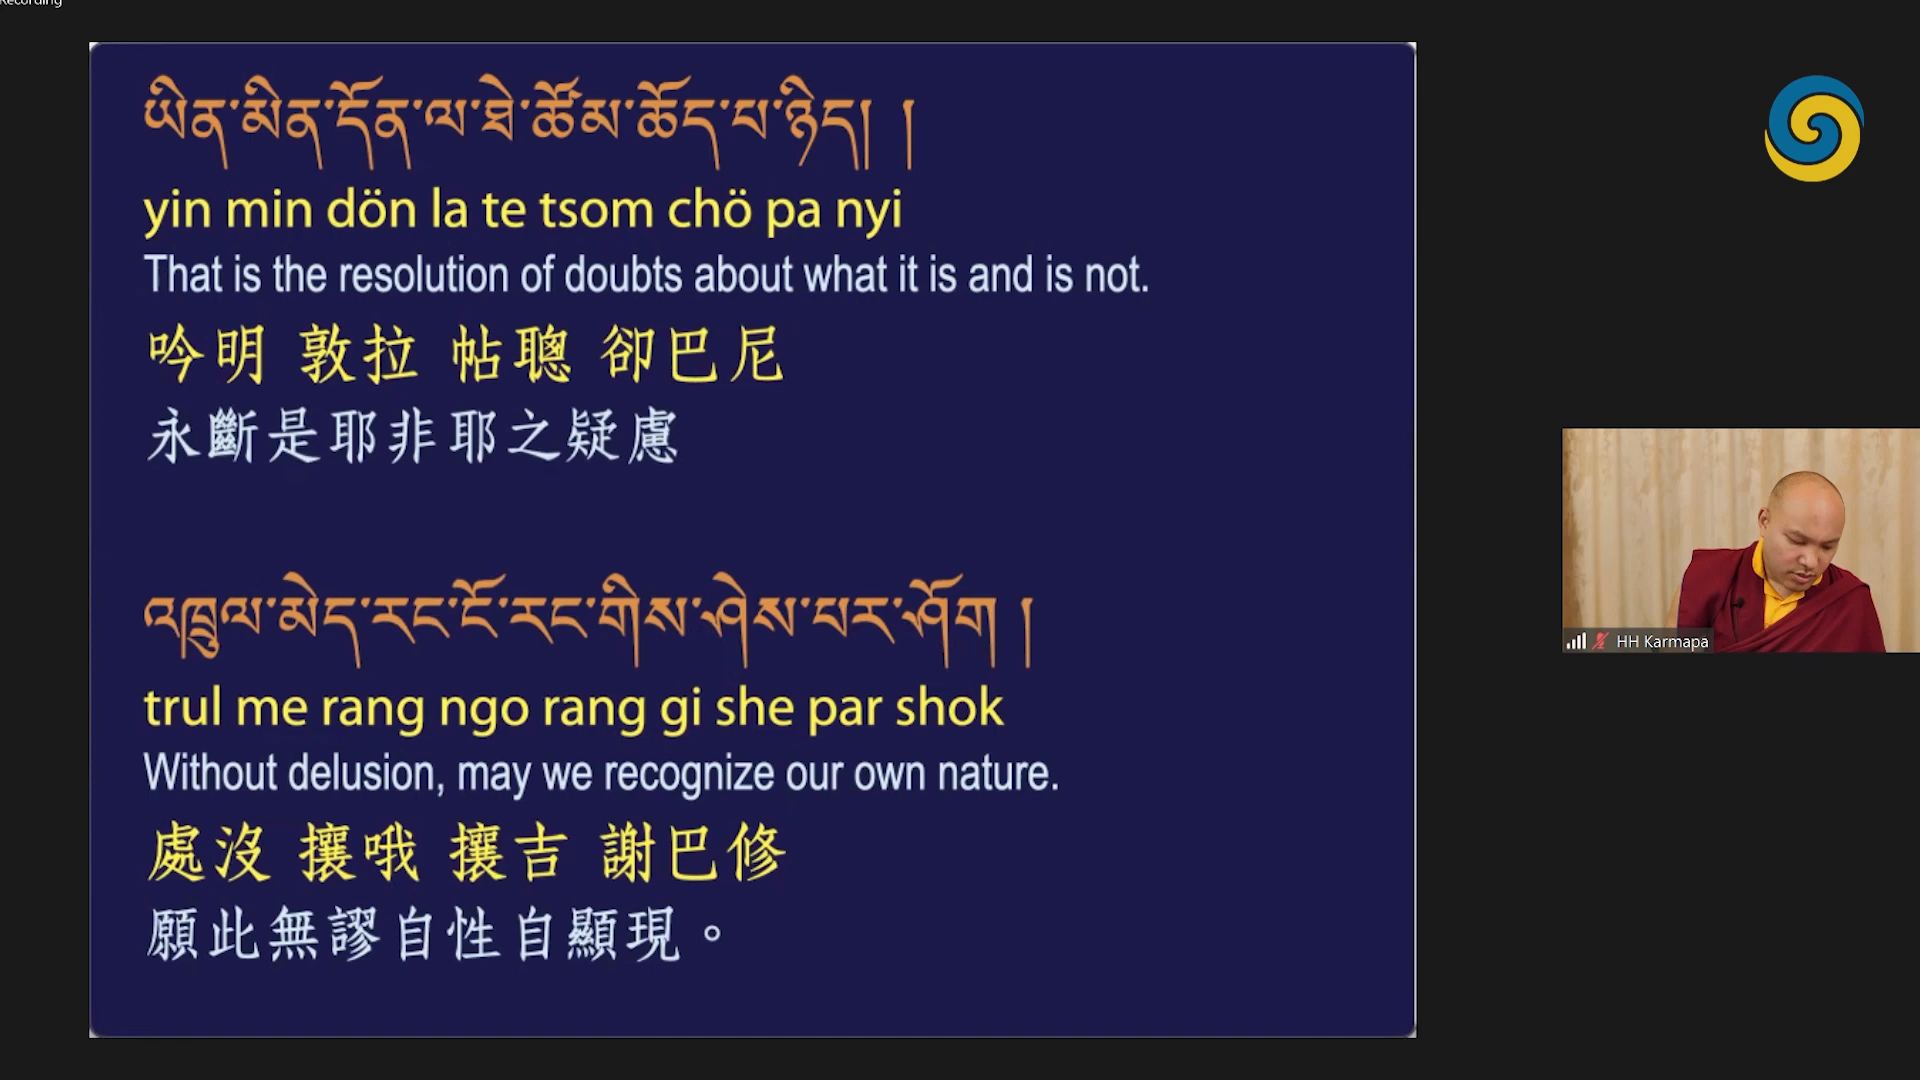 Recording
ཡིན་མིན་དོན་ལ་ཐེ་ཚོམ་ཆོད་པ་ཉིད། །
yin min dön la te tsom chö pa nyi
That is the resolution of doubts about what it is and is not.
吟明 敦拉 帖聰 卻巴尼
永斷是耶非耶之疑慮
འཁྲུལ་མེད་རང་ངོ་རང་གིས་ཤེས་པར་ཤོག །
trul me rang ngo rang gi she par shok
Without delusion, may we recognize our own nature.
處沒 攘哦 攘吉 謝巴修
願此無謬自性自顯現。
HH Karmapa